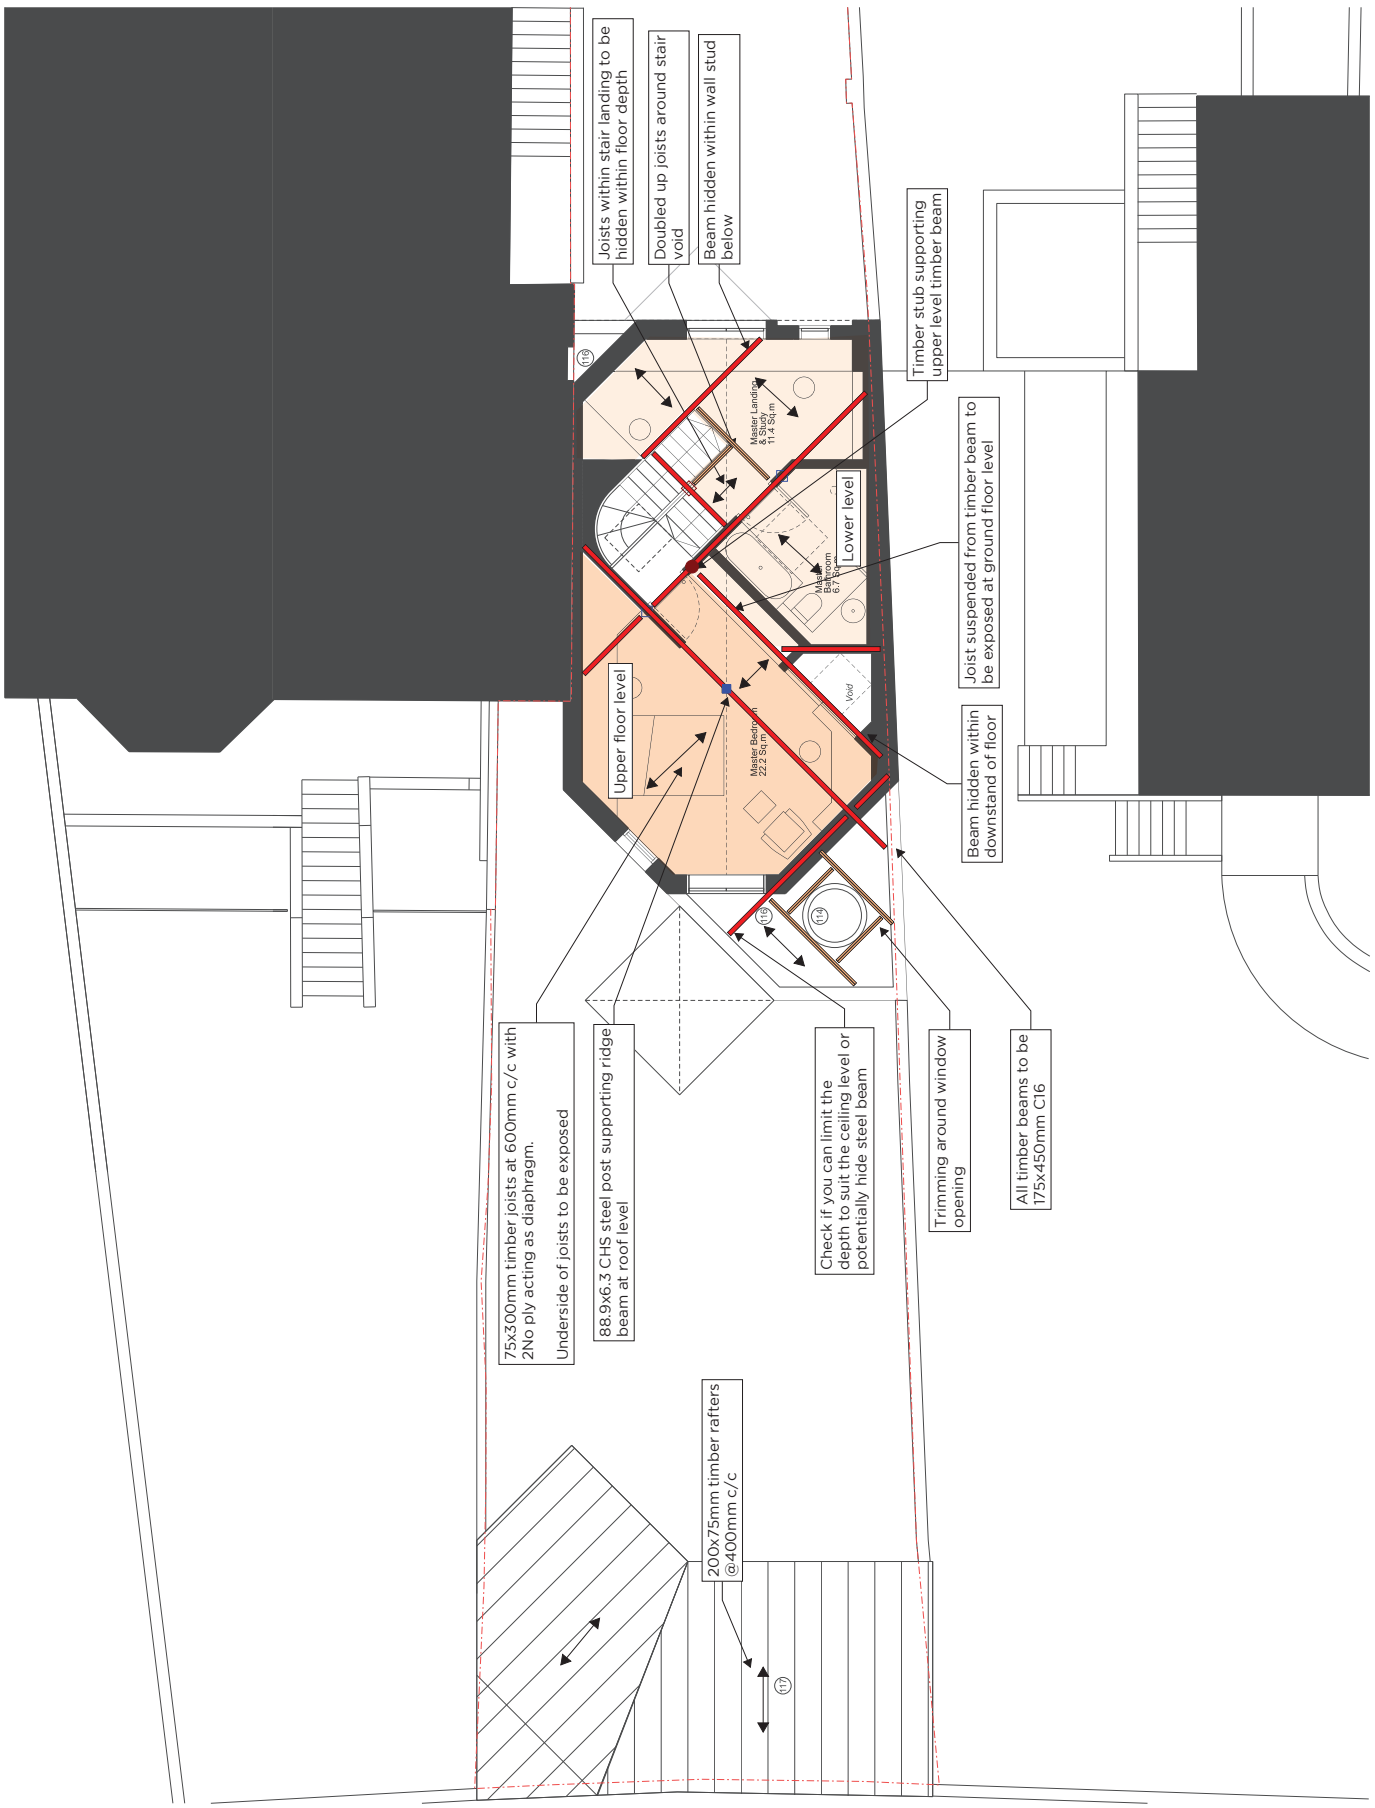 Joists within stair landing to be
hidden within floor depth
Doubled up joists around stair
void
Beam hidden within wall stud
below
Timber stub supporting
upper level timber beam
116
Master Landing
& Study
11.4 Sq.m
Lower level
Bathroom
Joist suspended from timber beam to
be exposed at ground floor level
Upper floor level
Void
Master Bedroom
22.2 Sq.m
Beam hidden within
downstand of floor
116
114
75x300mm timber joists at 600mm c/c with
2No ply acting as diaphragm.
Underside of joists to be exposed
88.9x6.3 CHS steel post supporting ridge
beam at roof level
Check if you can limit the
depth to suit the ceiling level or
potentially hide steel beam
Trimming around window
opening
All timber beams to be
175x450mm C16
200x75mm timber rafters
@400mm c/c
117